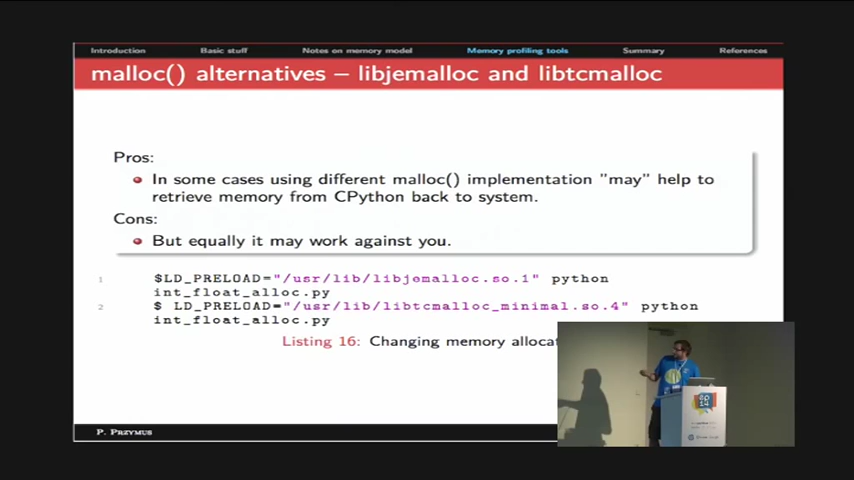 Introduction Basic stuff Notes on memory model Memory profiling tools Summary References
malloc() alternatives – libjemalloc and libtcmalloc
Pros:
In some cases using different malloc() implementation "may" help to
retrieve memory from CPython back to system.
Cons:
But equally it may work against you.
1 $LD_PRELOAD="/usr/lib/libjemalloc.so.1" python
int_float_alloc.py
2 $ LD_PRELOAD="/usr/lib/libtcmalloc_minimal.so.4" python
int_float_alloc.py
Listing 16: Changing memory allocat
P. Przymus